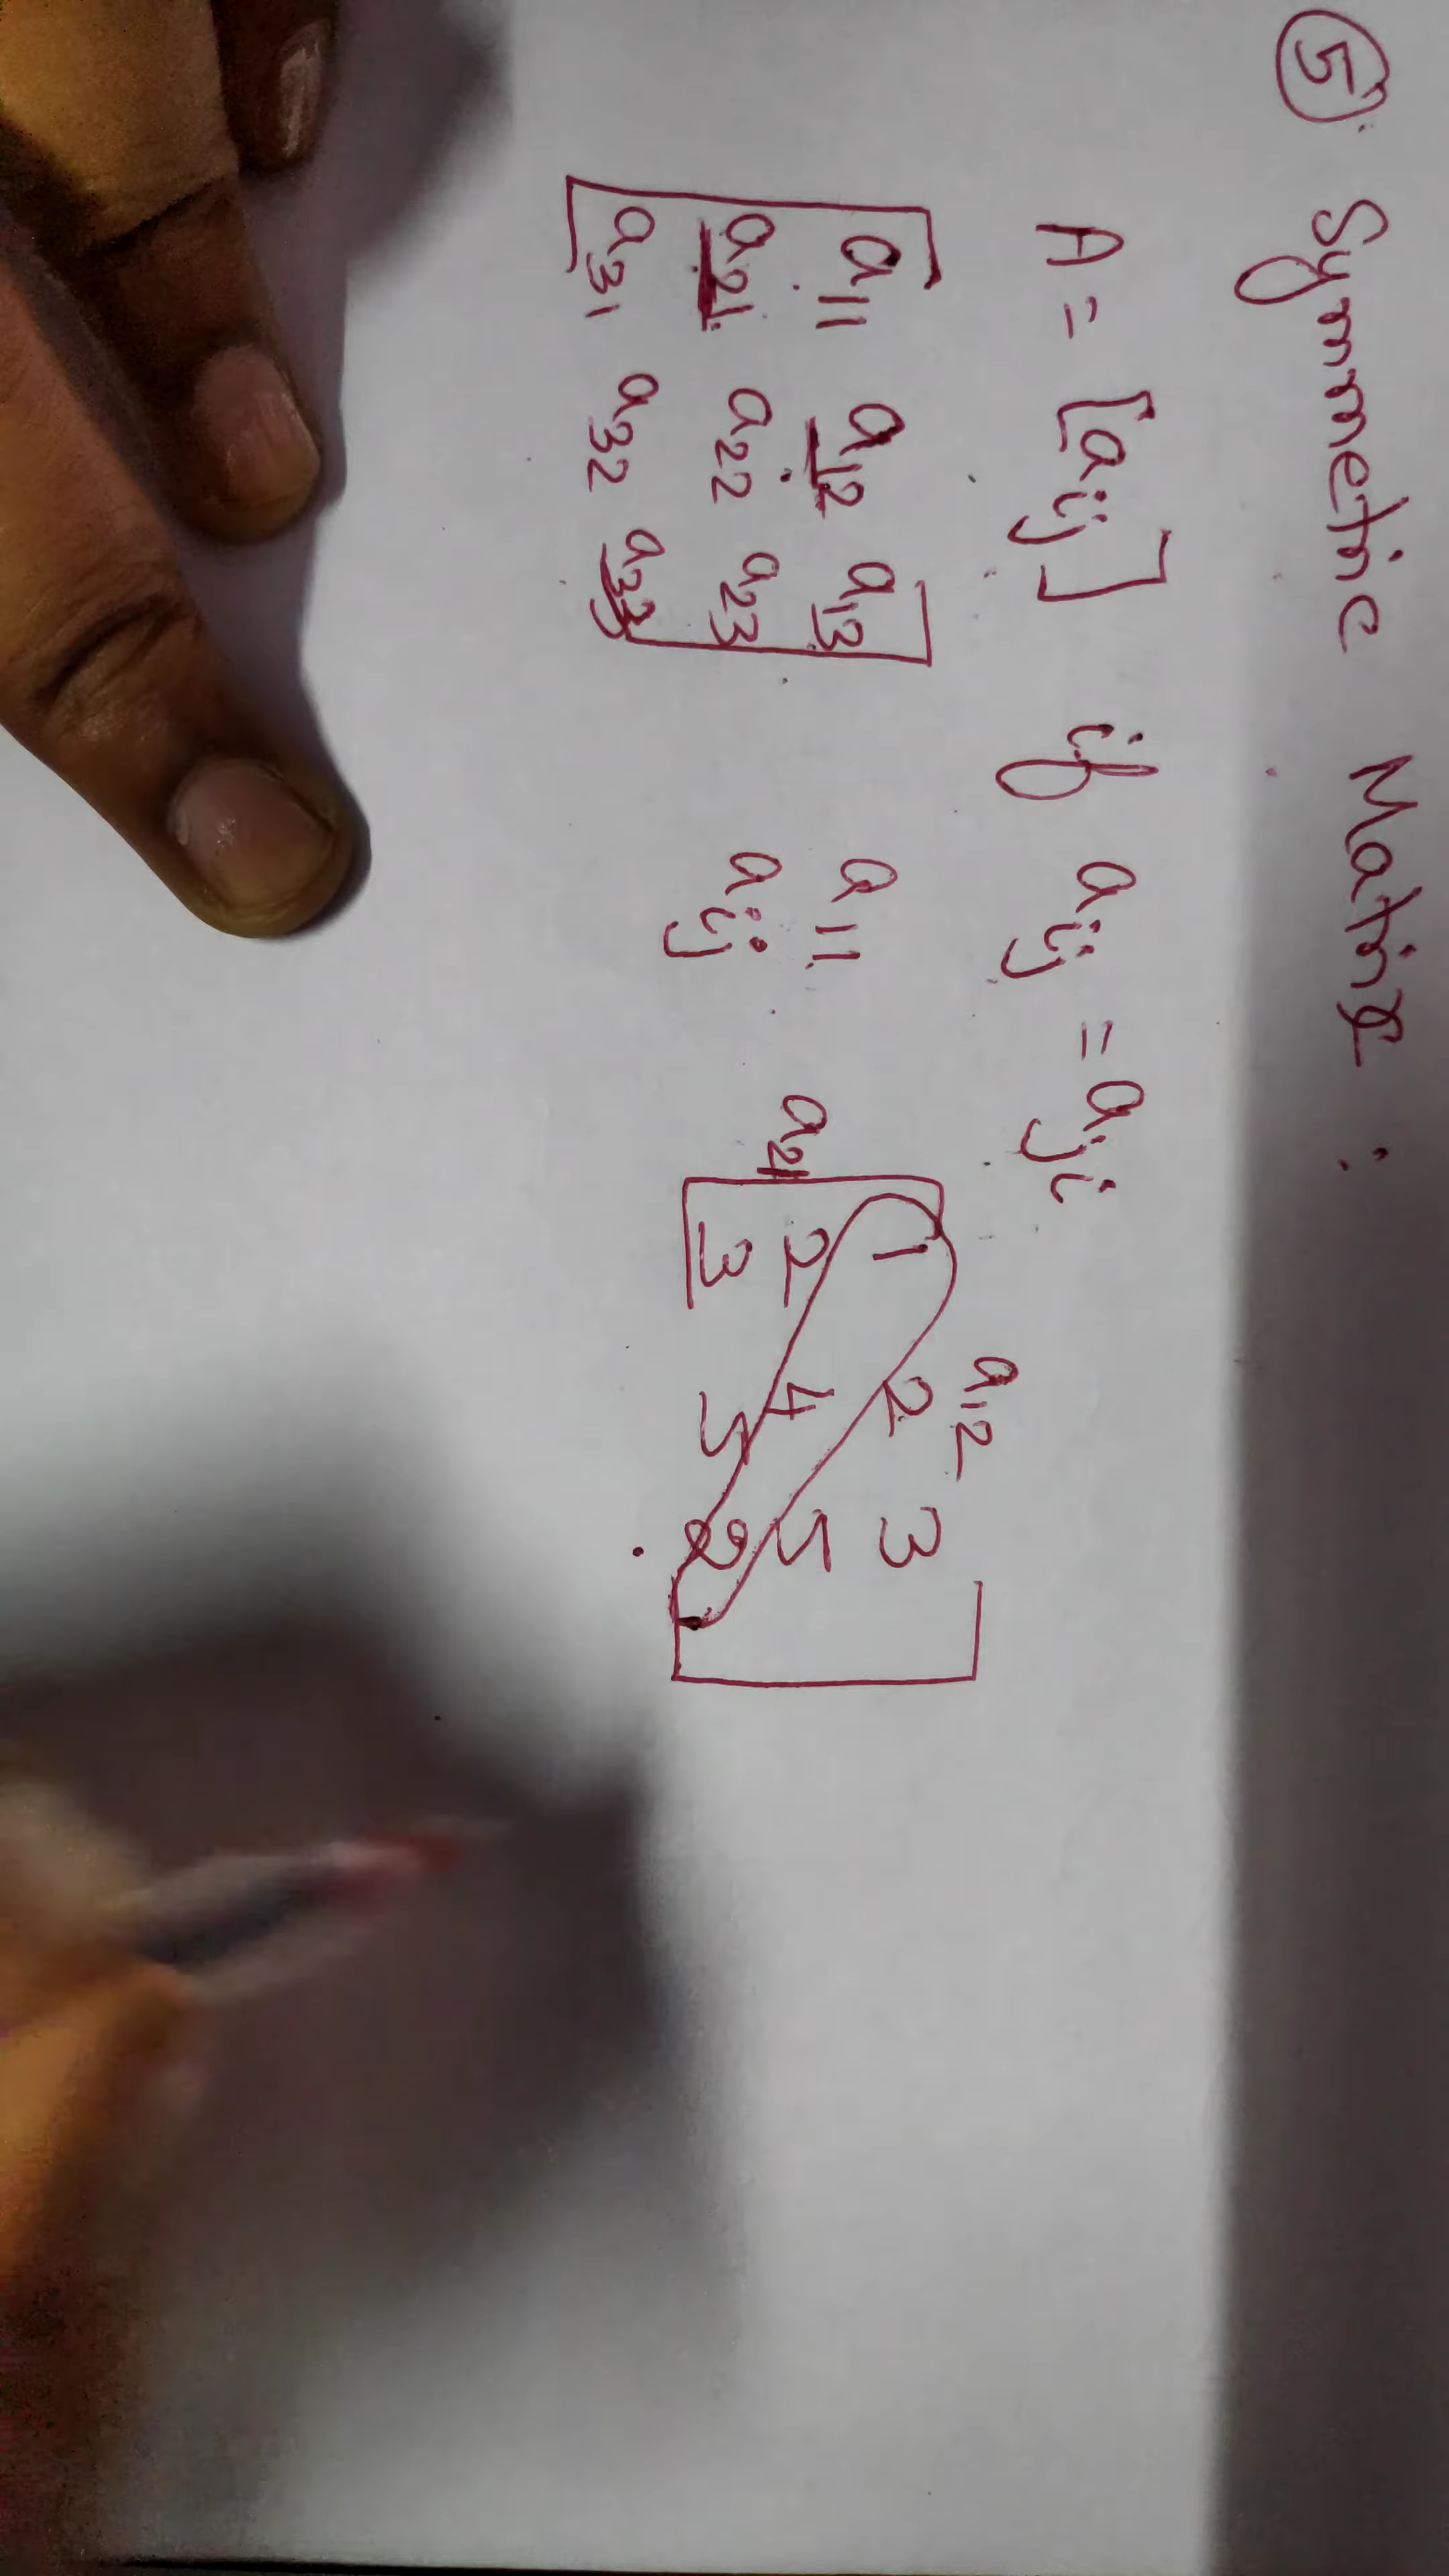 5. Symmetric Matrix :
A = [aij] if aij = aji
a12
a11 a12 a13 a11 1 2 3
a21 a22 a23 aij a21 2 4 5
a31 a32 a33 3 5 2